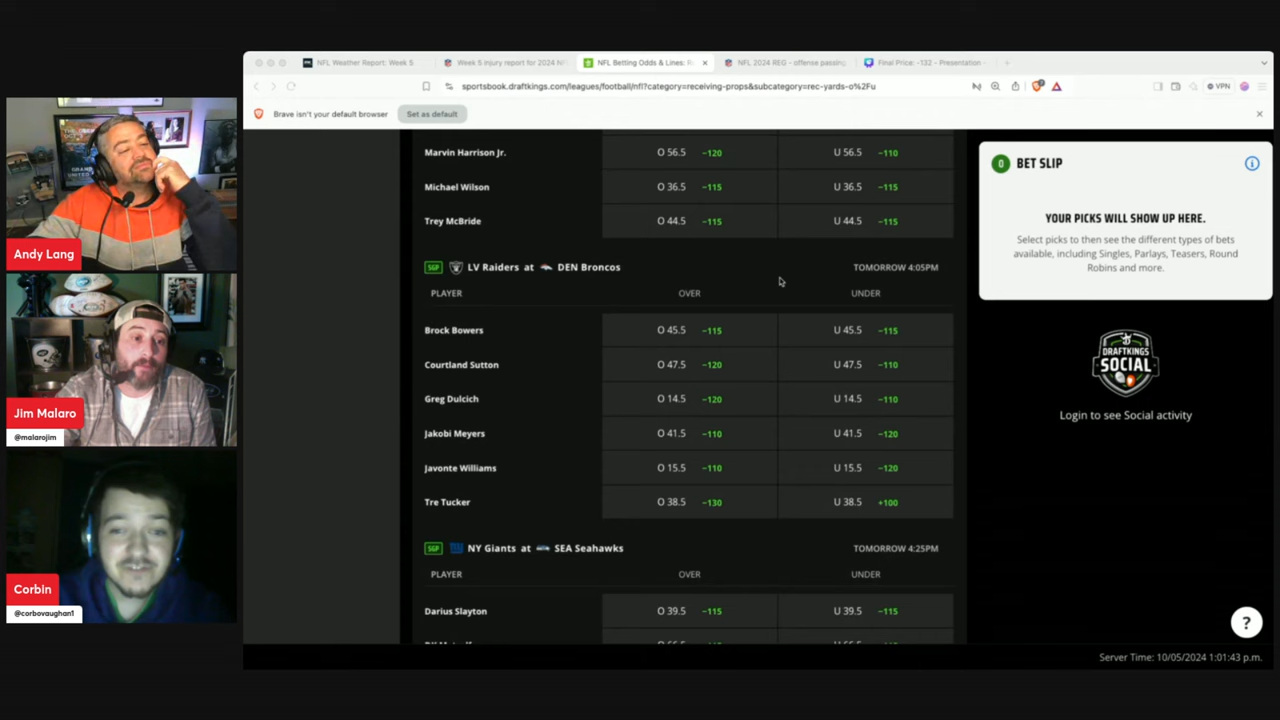 NFL Weather Report: Week 5
Week 5 injury report for 2024 NF
NFL Betting Odds & Lines: R
NFL 2024 REG - offense passing
Final Price: -132 - Presentation
sportsbook.draftkings.com/leagues/football/nfl?category=receiving-props&subcategory=rec-yards-o%2Fu
VPN
Brave isn't your default browser
Set as default
Marvin Harrison Jr. O 56.5 -120 U 56.5 -110
Michael Wilson O 36.5 -115 U 36.5 -115
Trey McBride O 44.5 -115 U 44.5 -115
SGP LV Raiders at DEN Broncos TOMORROW 4:05PM
PLAYER OVER UNDER
Brock Bowers O 45.5 -115 U 45.5 -115
Courtland Sutton O 47.5 -120 U 47.5 -110
Greg Dulcich O 14.5 -120 U 14.5 -110
Jakobi Meyers O 41.5 -110 U 41.5 -120
Javonte Williams O 15.5 -110 U 15.5 -120
Tre Tucker O 38.5 -130 U 38.5 +100
SGP NY Giants at SEA Seahawks TOMORROW 4:25PM
PLAYER OVER UNDER
Darius Slayton O 39.5 -115 U 39.5 -115
0 BET SLIP
YOUR PICKS WILL SHOW UP HERE.
Select picks to then see the different types of bets
available, including Singles, Parlays, Teasers, Round
Robins and more.
DRAFTKINGS
SOCIAL
Login to see Social activity
?
Server Time: 10/05/2024 1:01:43 p.m.
Andy Lang
Jim Malaro
@malarojim
Corbin
@corbovaughan1